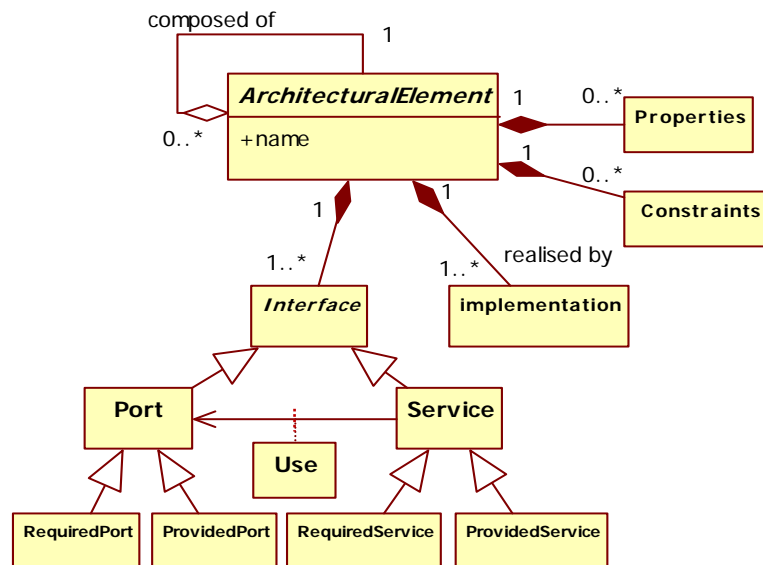 composed of
1
ArchitecturalElement
1
0..*
Properties
0..*
+name
1
0..*
Constraints
1
1
realised by
1..*
1..*
Interface
implementation
Port
Service
Use
RequiredPort
ProvidedPort
RequiredService
ProvidedService